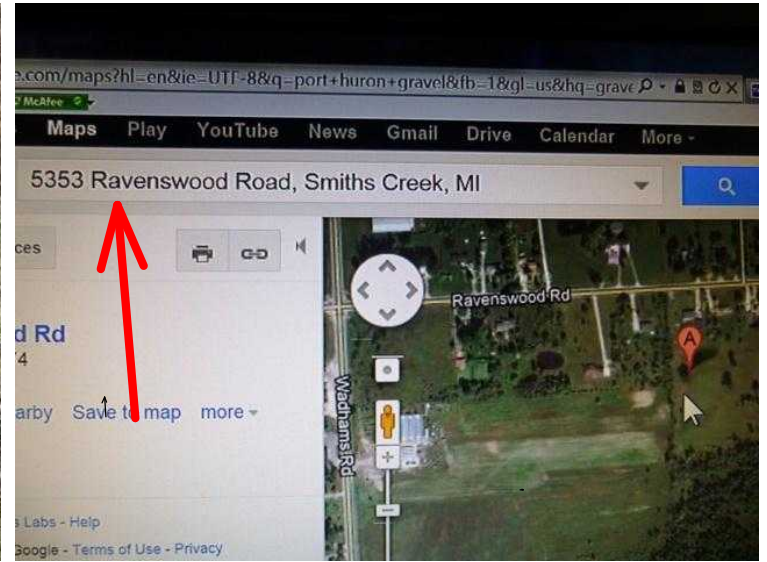 e.com/maps?hl=en&ie=UTF-8&q=port+huron+gravel&fb=1&gl=us&hq=grave
McAfee
Maps Play YouTube News Gmail Drive Calendar More
5353 Ravenswood Road, Smiths Creek, MI
ces
Ravenswood Rd
A
d Rd
4
arby Save to map more
Wadhams Rd
s Labs - Help
Google - Terms of Use - Privacy